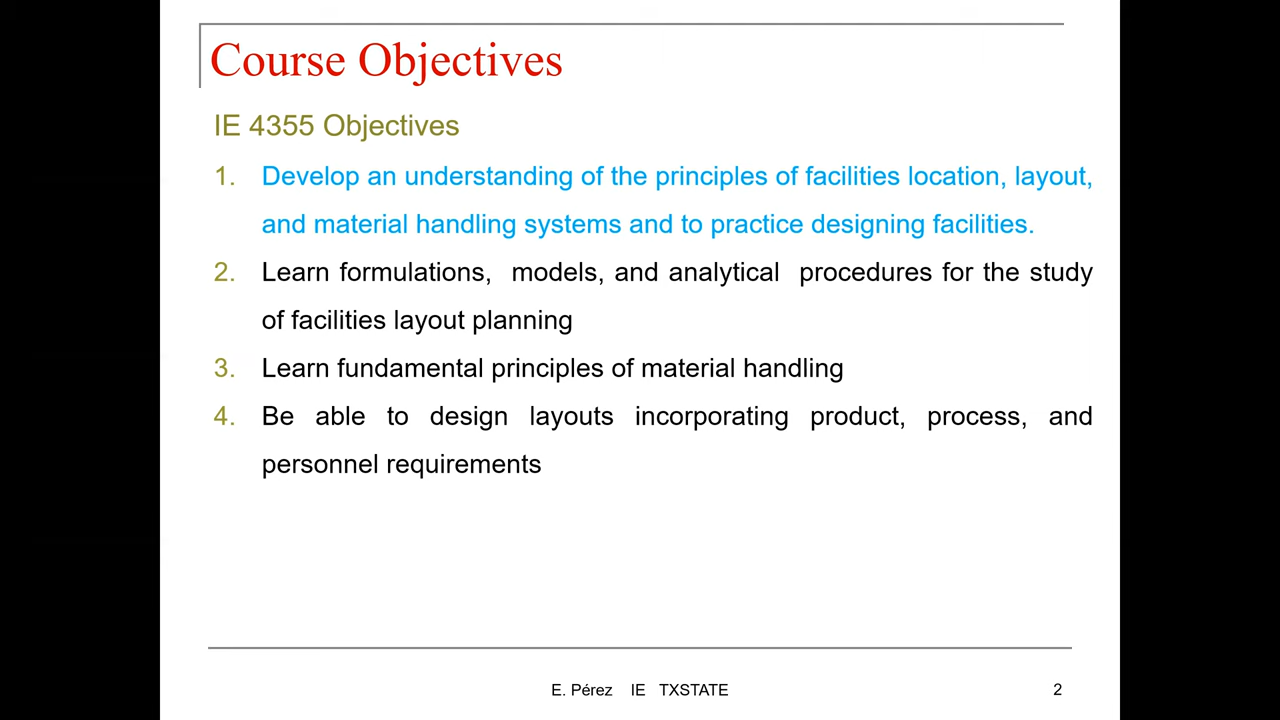 Course Objectives
IE 4355 Objectives
1. Develop an understanding of the principles of facilities location, layout,
and material handling systems and to practice designing facilities.
2. Learn formulations, models, and analytical procedures for the study
of facilities layout planning
3. Learn fundamental principles of material handling
4. Be able to design layouts incorporating product, process, and
personnel requirements
E. Pérez IE TXSTATE 2